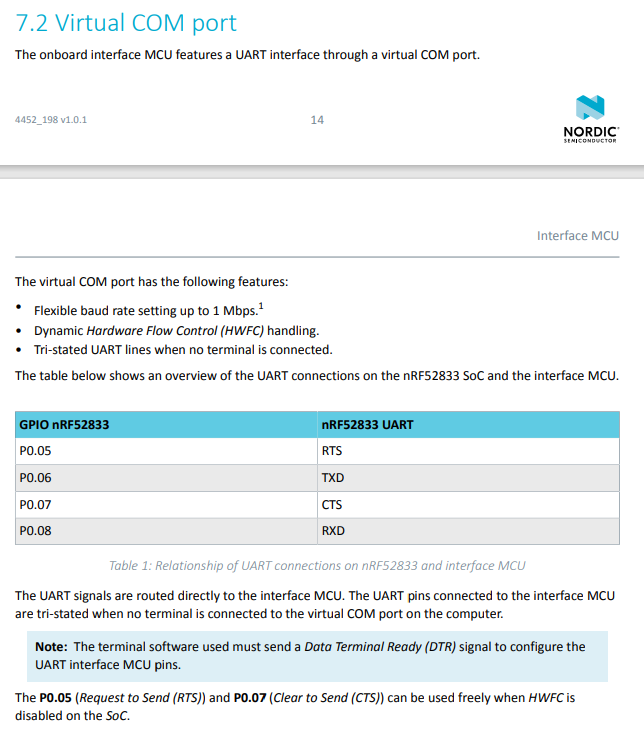 7.2 Virtual COM port
The onboard interface MCU features a UART interface through a virtual COM port.
4452_198 v1.0.1
14
NORDIC®
SEMICONDUCTOR
Interface MCU
The virtual COM port has the following features:
• Flexible baud rate setting up to 1 Mbps.1
• Dynamic Hardware Flow Control (HWFC) handling.
• Tri-stated UART lines when no terminal is connected.
The table below shows an overview of the UART connections on the nRF52833 SoC and the interface MCU.
GPIO nRF52833 nRF52833 UART
P0.05 RTS
P0.06 TXD
P0.07 CTS
P0.08 RXD
Table 1: Relationship of UART connections on nRF52833 and interface MCU
The UART signals are routed directly to the interface MCU. The UART pins connected to the interface MCU
are tri-stated when no terminal is connected to the virtual COM port on the computer.
Note: The terminal software used must send a Data Terminal Ready (DTR) signal to configure the
UART interface MCU pins.
The P0.05 (Request to Send (RTS)) and P0.07 (Clear to Send (CTS)) can be used freely when HWFC is
disabled on the SoC.